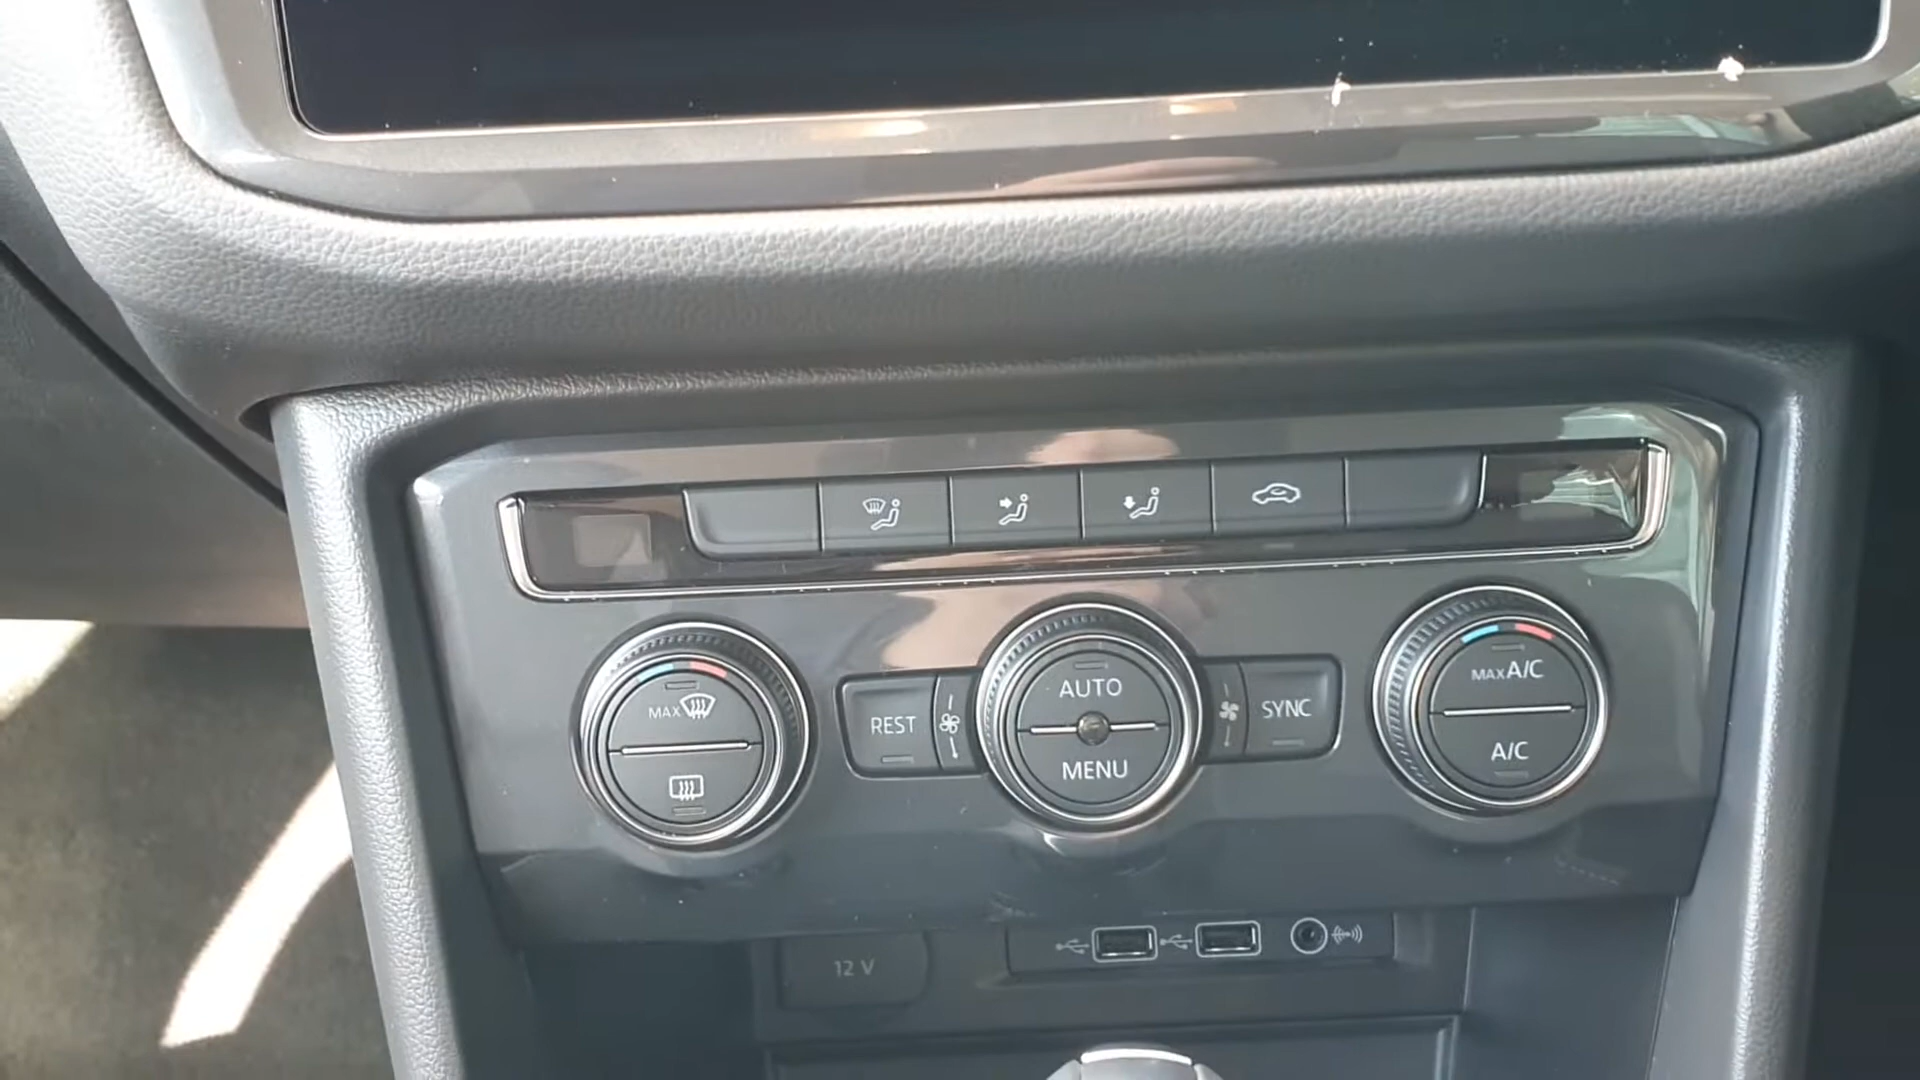 MAX
REST
AUTO
MENU
SYNC
MAX A/C
A/C
12 V